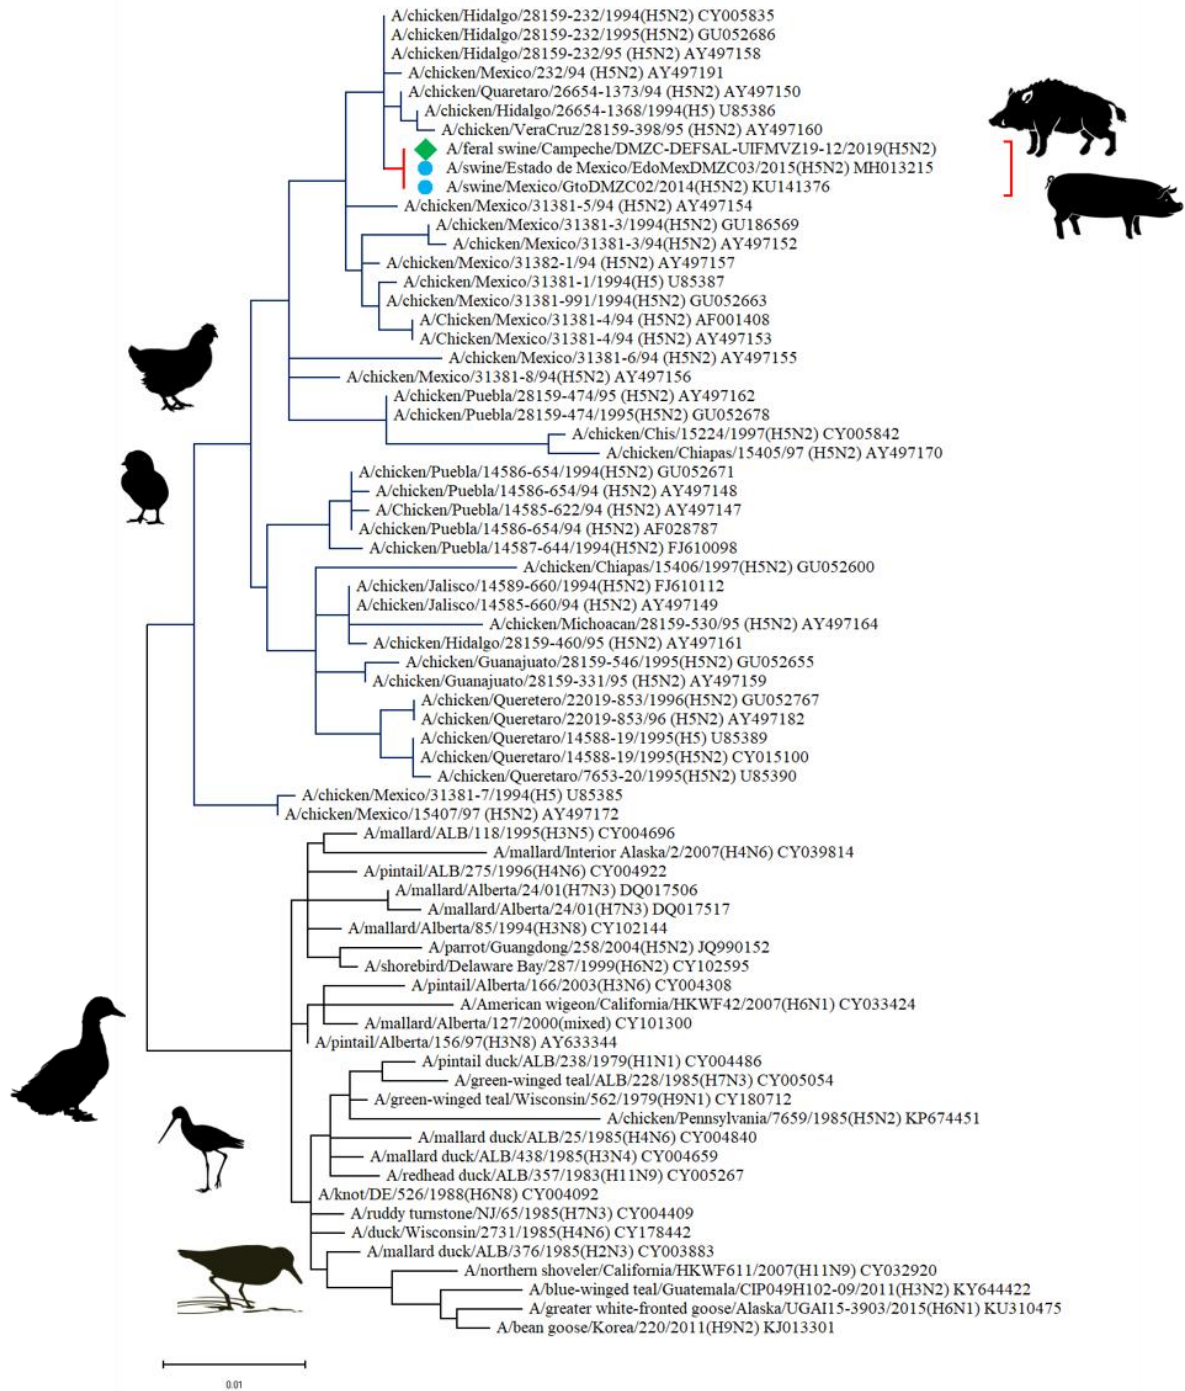 A/chicken/Hidalgo/28159-232/1994(H5N2) CY005835
A/chicken/Hidalgo/28159-232/1995(H5N2) GU052686
A/chicken/Hidalgo/28159-232/95 (H5N2) AY497158
A/chicken/Mexico/232/94 (H5N2) AY497191
A/chicken/Quaretaro/26654-1373/94 (H5N2) AY497150
A/chicken/Hidalgo/26654-1368/1994(H5) U85386
A/chicken/VeraCruz/28159-398/95 (H5N2) AY497160
A/feral swine/Campeche/DMZC-DEFSAL-UIFMVZ19-12/2019(H5N2)
A/swine/Estado de Mexico/EdoMexDMZC03/2015(H5N2) MH013215
A/swine/Mexico/GtoDMZC02/2014(H5N2) KU141376
A/chicken/Mexico/31381-5/94 (H5N2) AY497154
A/chicken/Mexico/31381-3/1994(H5N2) GU186569
A/chicken/Mexico/31381-3/94(H5N2) AY497152
A/chicken/Mexico/31382-1/94 (H5N2) AY497157
A/chicken/Mexico/31381-1/1994(H5) U85387
A/chicken/Mexico/31381-991/1994(H5N2) GU052663
A/Chicken/Mexico/31381-4/94 (H5N2) AF001408
A/Chicken/Mexico/31381-4/94 (H5N2) AY497153
A/chicken/Mexico/31381-6/94 (H5N2) AY497155
A/chicken/Mexico/31381-8/94(H5N2) AY497156
A/chicken/Puebla/28159-474/95 (H5N2) AY497162
A/chicken/Puebla/28159-474/1995(H5N2) GU052678
A/chicken/Chis/15224/1997(H5N2) CY005842
A/chicken/Chiapas/15405/97 (H5N2) AY497170
A/chicken/Puebla/14586-654/1994(H5N2) GU052671
A/chicken/Puebla/14586-654/94 (H5N2) AY497148
A/Chicken/Puebla/14585-622/94 (H5N2) AY497147
A/chicken/Puebla/14586-654/94 (H5N2) AF028787
A/chicken/Puebla/14587-644/1994(H5N2) FJ610098
A/chicken/Chiapas/15406/1997(H5N2) GU052600
A/chicken/Jalisco/14589-660/1994(H5N2) FJ610112
A/chicken/Jalisco/14585-660/94 (H5N2) AY497149
A/chicken/Michoacan/28159-530/95 (H5N2) AY497164
A/chicken/Hidalgo/28159-460/95 (H5N2) AY497161
A/chicken/Guanajuato/28159-546/1995(H5N2) GU052655
A/chicken/Guanajuato/28159-331/95 (H5N2) AY497159
A/chicken/Queretero/22019-853/1996(H5N2) GU052767
A/chicken/Queretaro/22019-853/96 (H5N2) AY497182
A/chicken/Queretaro/14588-19/1995(H5) U85389
A/chicken/Queretaro/14588-19/1995(H5N2) CY015100
A/chicken/Queretaro/7653-20/1995(H5N2) U85390
A/chicken/Mexico/31381-7/1994(H5) U85385
A/chicken/Mexico/15407/97 (H5N2) AY497172
A/mallard/ALB/118/1995(H3N5) CY004696
A/mallard/Interior Alaska/2/2007(H4N6) CY039814
A/pintail/ALB/275/1996(H4N6) CY004922
A/mallard/Alberta/24/01(H7N3) DQ017506
A/mallard/Alberta/24/01(H7N3) DQ017517
A/mallard/Alberta/85/1994(H3N8) CY102144
A/parrot/Guangdong/258/2004(H5N2) JQ990152
A/shorebird/Delaware Bay/287/1999(H6N2) CY102595
A/pintail/Alberta/166/2003(H3N6) CY004308
A/American wigeon/California/HKWF42/2007(H6N1) CY033424
A/mallard/Alberta/127/2000(mixed) CY101300
A/pintail/Alberta/156/97(H3N8) AY633344
A/pintail duck/ALB/238/1979(H1N1) CY004486
A/green-winged teal/ALB/228/1985(H7N3) CY005054
A/green-winged teal/Wisconsin/562/1979(H9N1) CY180712
A/chicken/Pennsylvania/7659/1985(H5N2) KP674451
A/mallard duck/ALB/25/1985(H4N6) CY004840
A/mallard duck/ALB/438/1985(H3N4) CY004659
A/redhead duck/ALB/357/1983(H11N9) CY005267
A/knot/DE/526/1988(H6N8) CY004092
A/ruddy turnstone/NJ/65/1985(H7N3) CY004409
A/duck/Wisconsin/2731/1985(H4N6) CY178442
A/mallard duck/ALB/376/1985(H2N3) CY003883
A/northern shoveler/California/HKWF611/2007(H11N9) CY032920
A/blue-winged teal/Guatemala/CIP049H102-09/2011(H3N2) KY644422
A/greater white-fronted goose/Alaska/UGAI15-3903/2015(H6N1) KU310475
A/bean goose/Korea/220/2011(H9N2) KJ013301
0.01